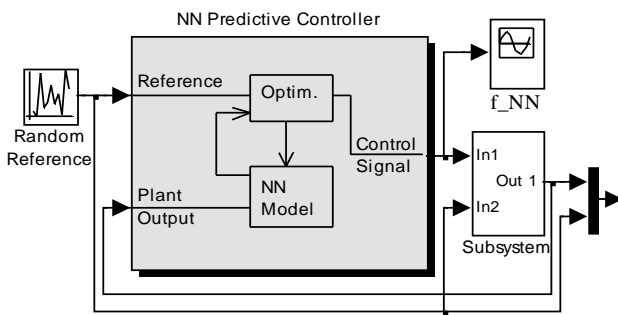 NN Predictive Controller
Reference
Optim.
f_NN
Random
Reference
Control
Signal
In1
Out 1
Plant
Output
NN
Model
In2
Subsystem